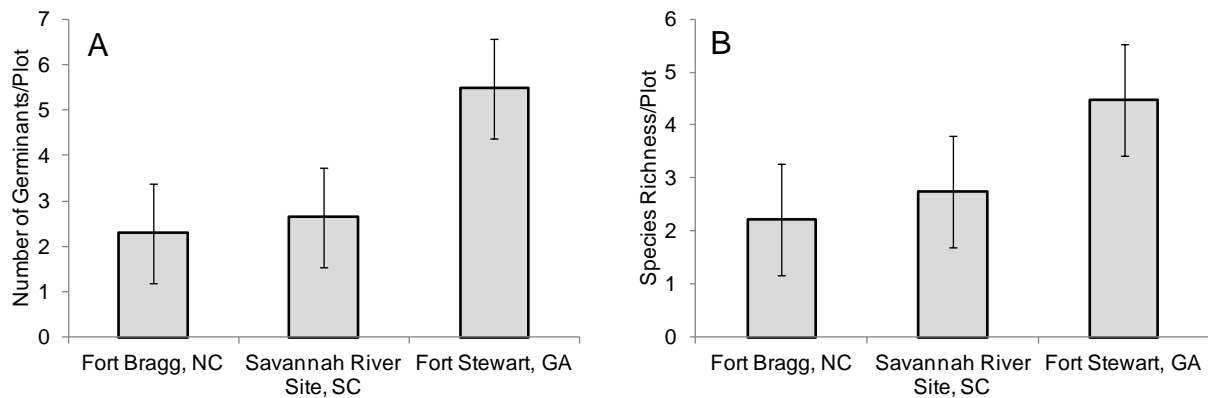 A
Number of Germinants/Plot
7
6
5
4
3
2
1
0
Fort Bragg, NC
Savannah River
Site, SC
Fort Stewart, GA
B
Species Richness/Plot
6
5
4
3
2
1
0
Fort Bragg, NC
Savannah River
Site, SC
Fort Stewart, GA